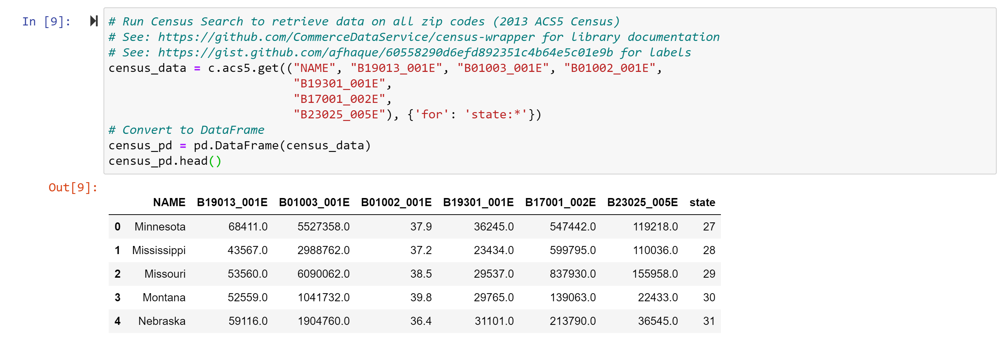 In [9]:
# Run Census Search to retrieve data on all zip codes (2013 ACS5 Census)
# See: https://github.com/CommerceDataService/census-wrapper for library documentation
# See: https://gist.github.com/afhaque/60558290d6efd892351c4b64e5c01e9b for labels
census_data = c.acs5.get(("NAME", "B19013_001E", "B01003_001E", "B01002_001E",
"B19301_001E",
"B17001_002E",
"B23025_005E"), {'for': 'state:*'})
# Convert to DataFrame
census_pd = pd.DataFrame(census_data)
census_pd.head()
Out[9]:
NAME B19013_001E B01003_001E B01002_001E B19301_001E B17001_002E B23025_005E state
0 Minnesota 68411.0 5527358.0 37.9 36245.0 547442.0 119218.0 27
1 Mississippi 43567.0 2988762.0 37.2 23434.0 599795.0 110036.0 28
2 Missouri 53560.0 6090062.0 38.5 29537.0 837930.0 155958.0 29
3 Montana 52559.0 1041732.0 39.8 29765.0 139063.0 22433.0 30
4 Nebraska 59116.0 1904760.0 36.4 31101.0 213790.0 36545.0 31